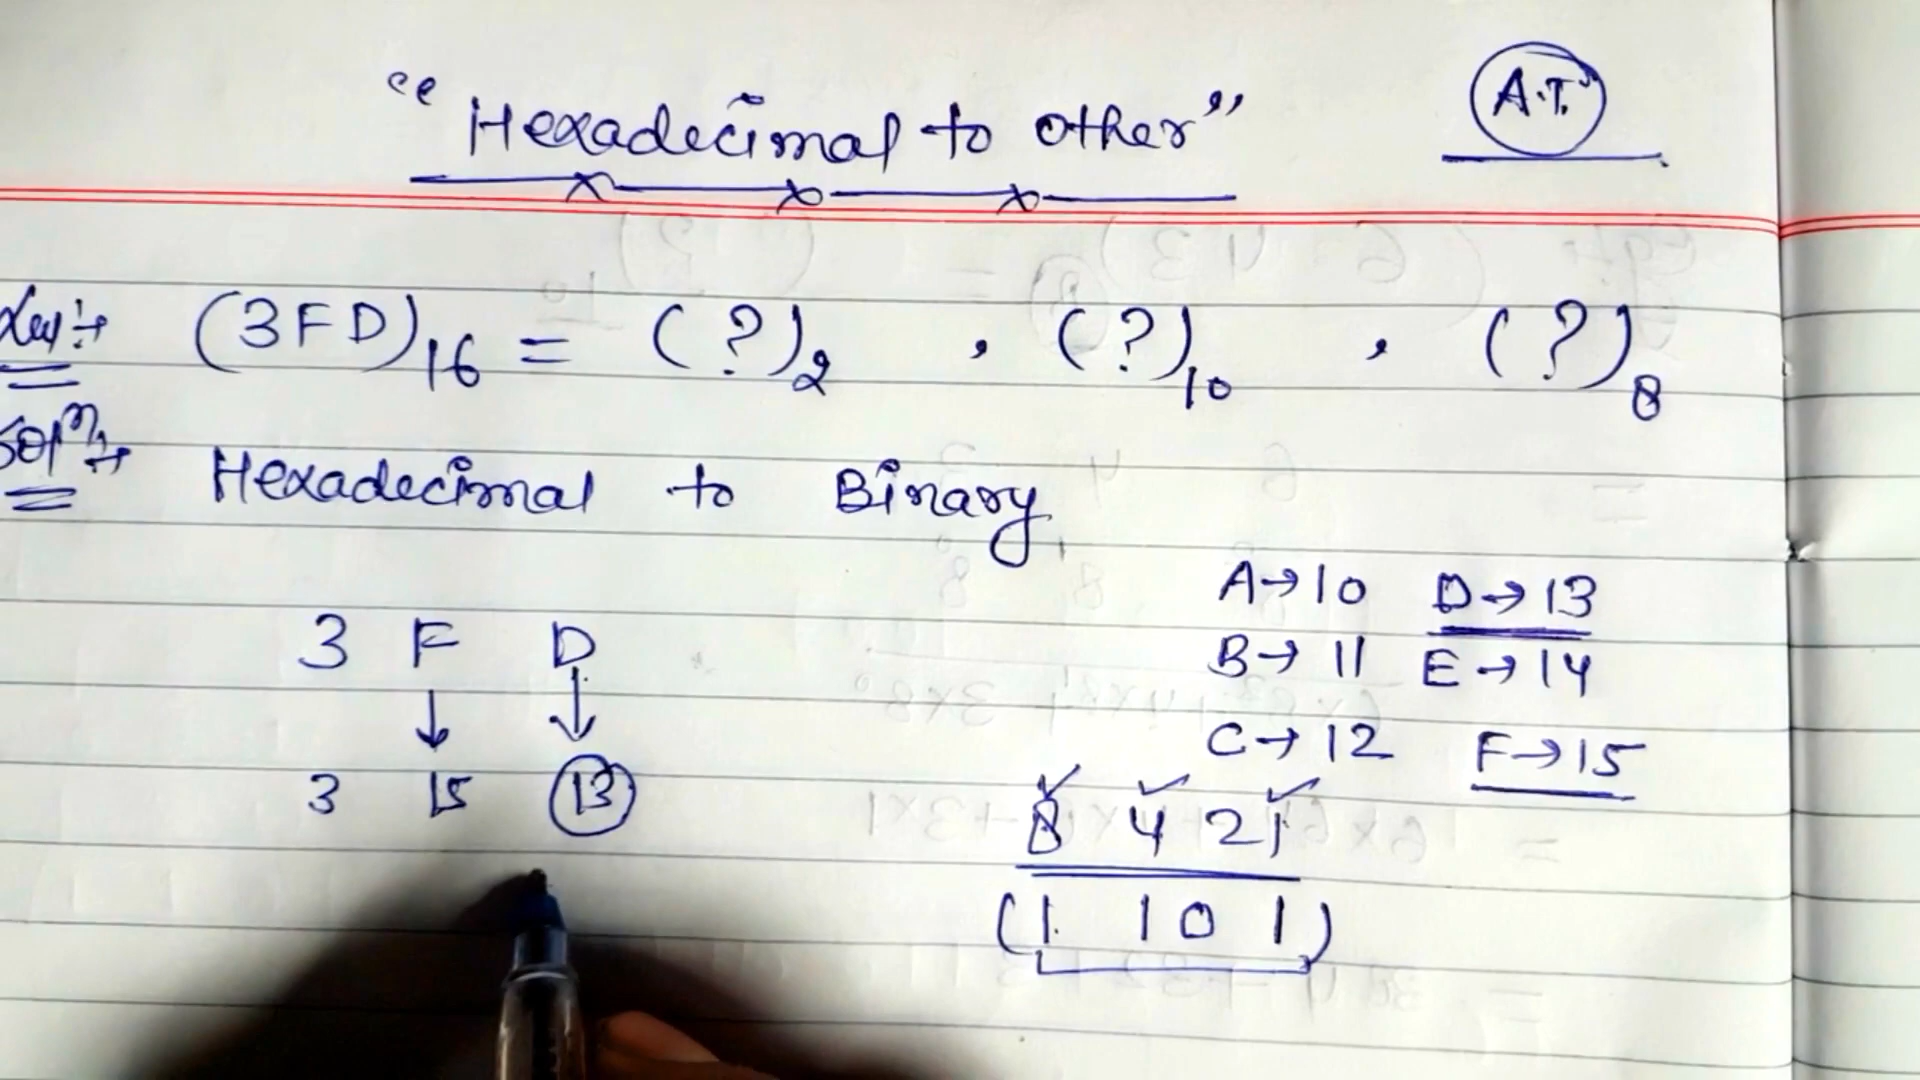 "Hexadecimal to other"
A.T.
(3FD)16 = (?)2 , (?)10 , (?)8
Solⁿ:→ Hexadecimal to Binary
A→10 D→13
B→11 E→14
C→12 F→15
3 F D
↓ ↓
3 15 13
8 4 2 1
(1 1 0 1)